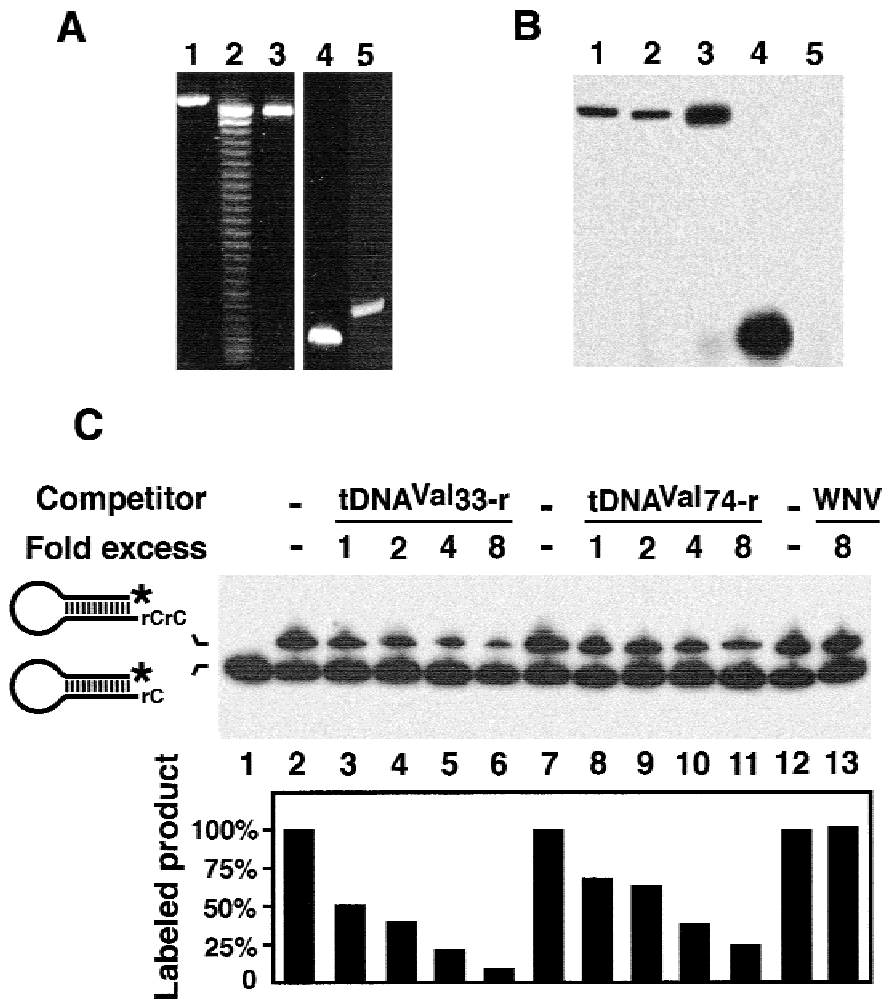 A
1 2 3 4 5
B
1 2 3 4 5
C
Competitor - tDNAVal33-r - tDNAVal74-r - WNV
Fold excess - 1 2 4 8 - 1 2 4 8 - 8
*
rCrC
*
rC
1 2 3 4 5 6 7 8 9 10 11 12 13
Labeled product
100%
75%
50%
25%
0